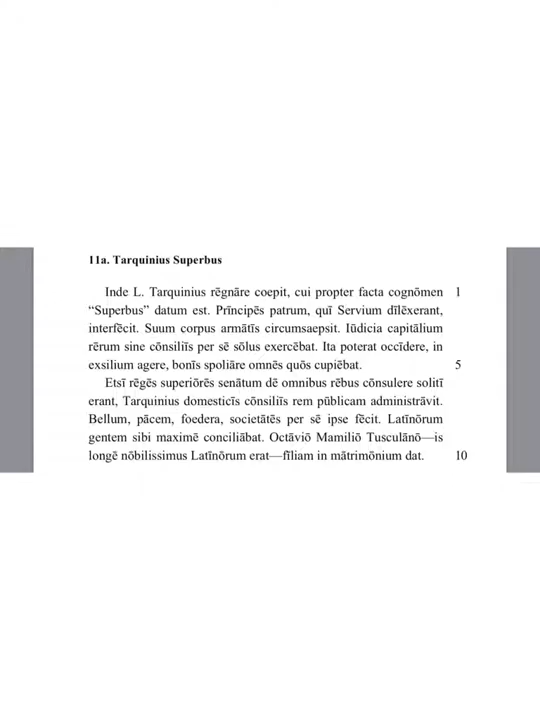 11a. Tarquinius Superbus
Inde L. Tarquinius rēgnāre coepit, cui propter facta cognōmen 1
“Superbus” datum est. Prīncipēs patrum, quī Servium dīlēxerant,
interfēcit. Suum corpus armātīs circumsaepsit. Iūdicia capitālium
rērum sine cōnsiliīs per sē sōlus exercēbat. Ita poterat occīdere, in
exsilium agere, bonīs spoliāre omnēs quōs cupiēbat. 5
Etsī rēgēs superiōrēs senātum dē omnibus rēbus cōnsulere solitī
erant, Tarquinius domesticīs cōnsiliīs rem pūblicam administrāvit.
Bellum, pācem, foedera, societātēs per sē ipse fēcit. Latīnōrum
gentem sibi maximē conciliābat. Octāviō Mamiliō Tusculānō—is
longē nōbilissimus Latīnōrum erat—fīliam in mātrimōnium dat. 10